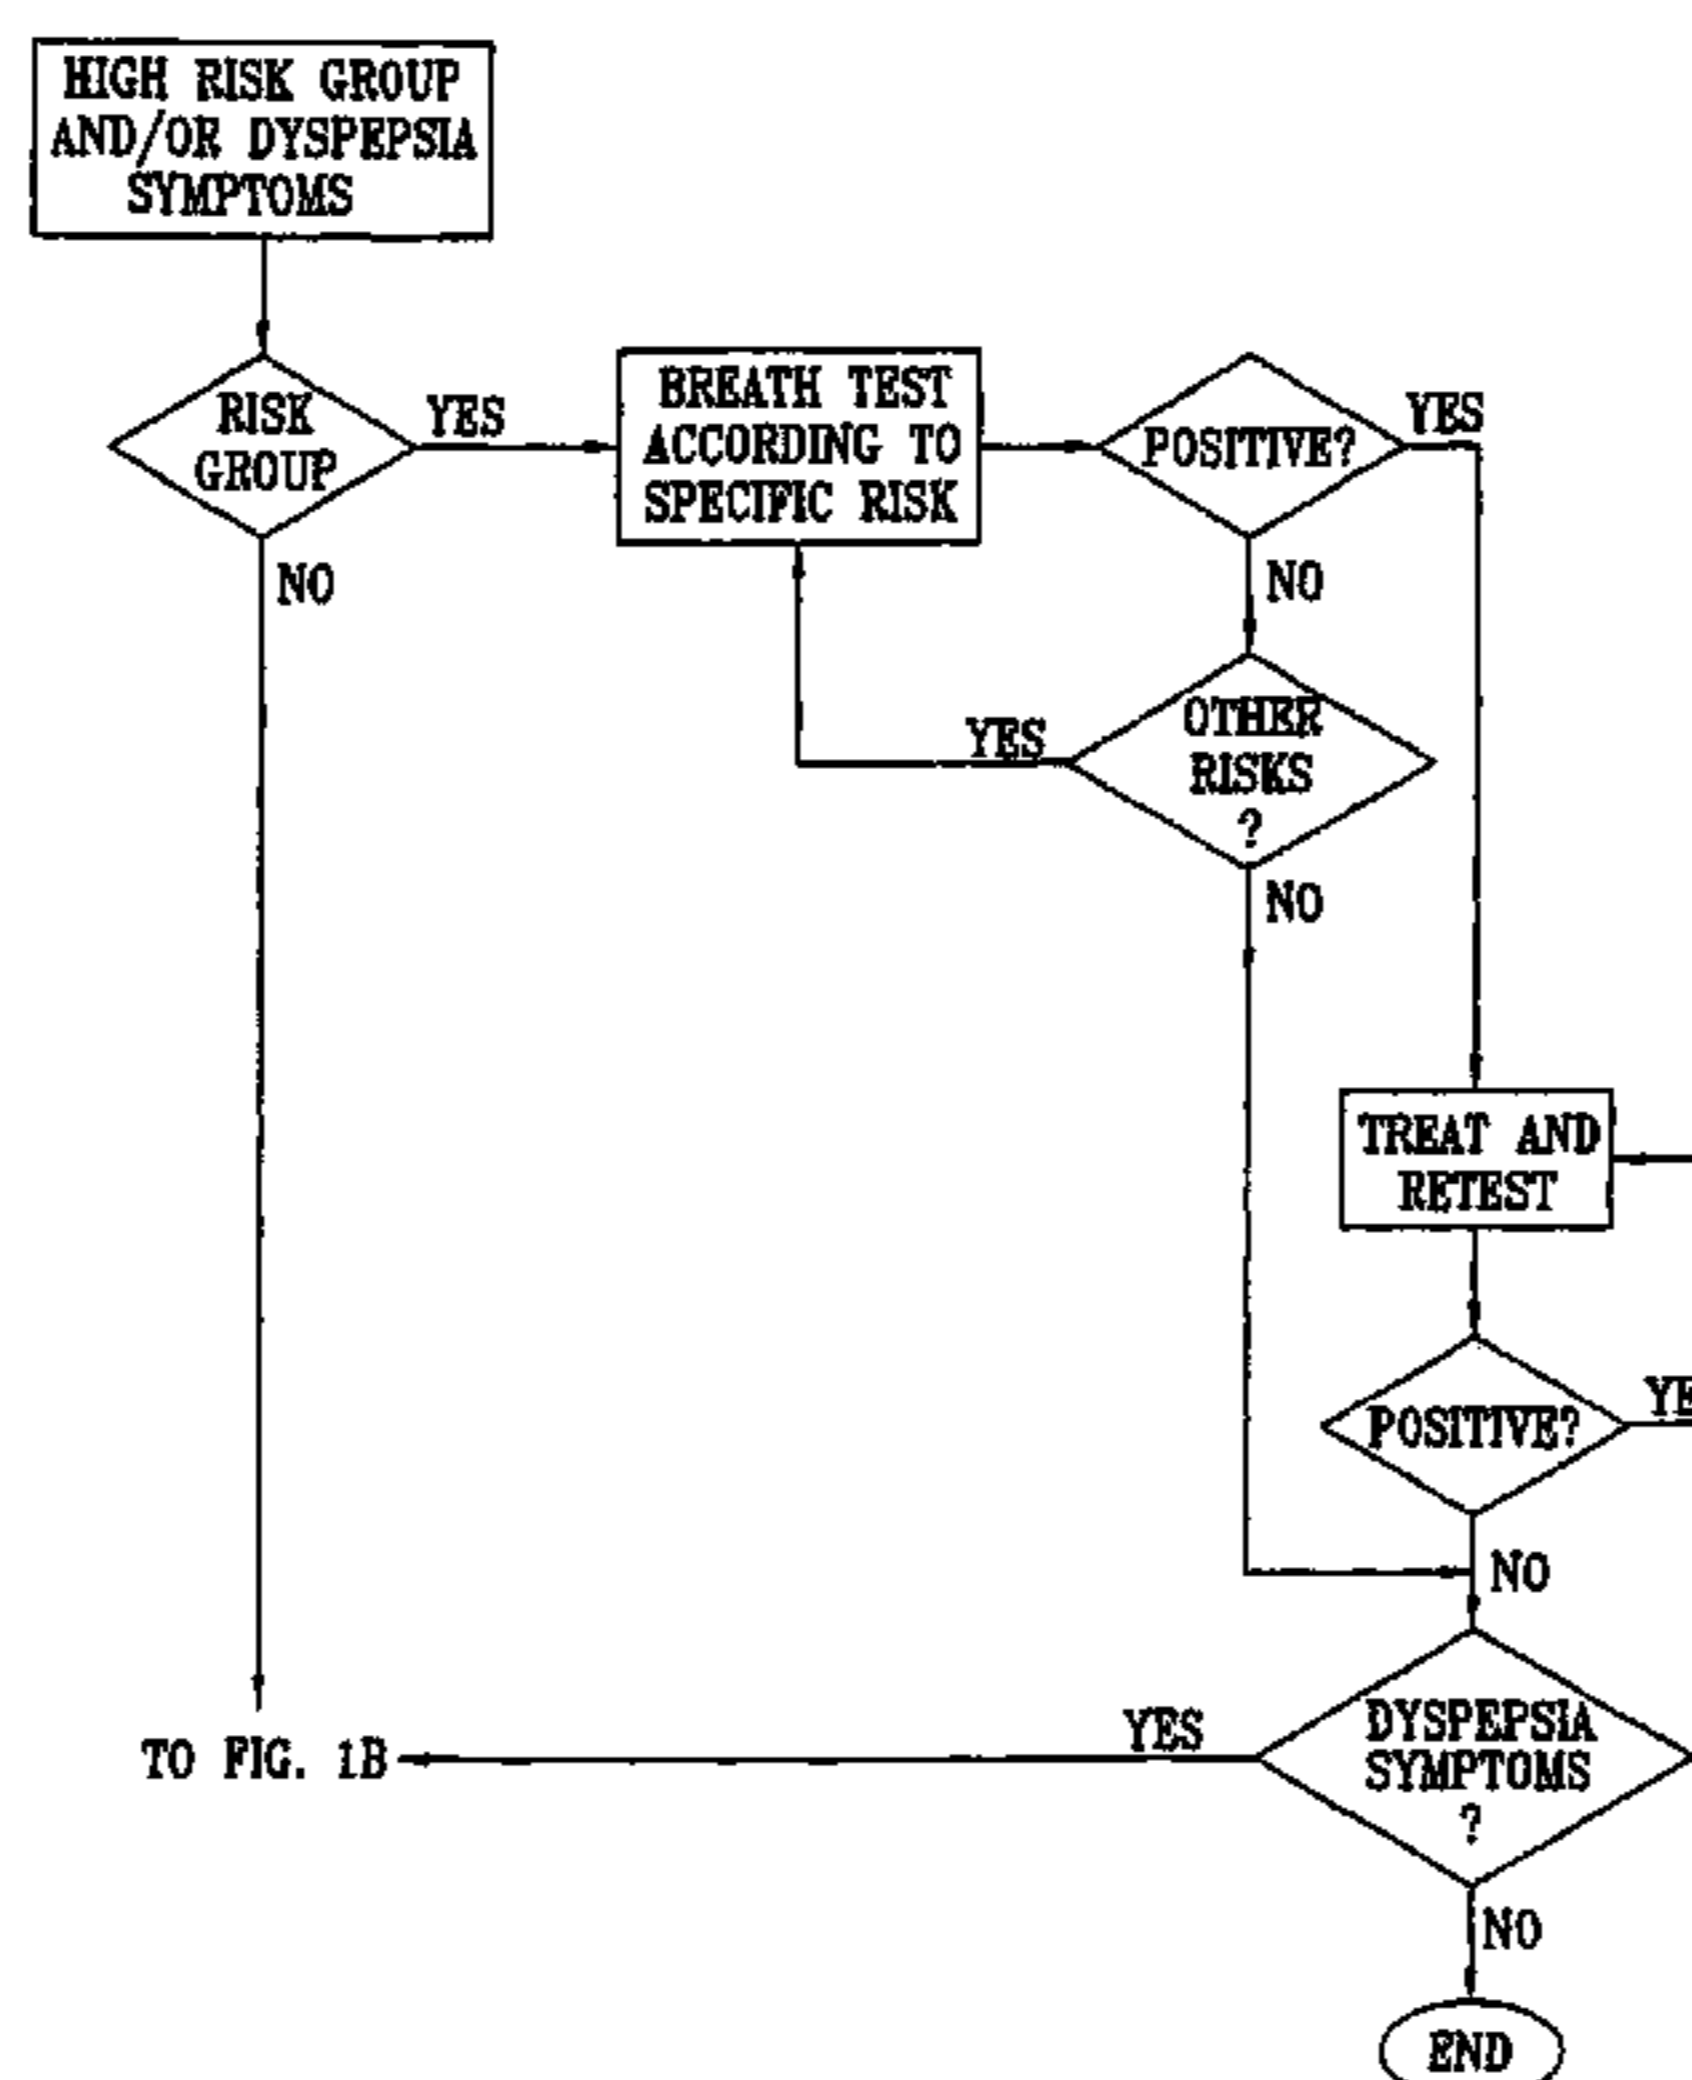 HIGH RISK GROUP
AND/OR DYSPEPSIA
SYMPTOMS
RISK
GROUP
YES
NO
BREATH TEST
ACCORDING TO
SPECIFIC RISK
POSITIVE?
YES
NO
OTHER
RISKS
?
YES
NO
TREAT AND
RETEST
POSITIVE?
YE
NO
DYSPEPSIA
SYMPTOMS
?
YES
TO FIG. 1B
NO
END